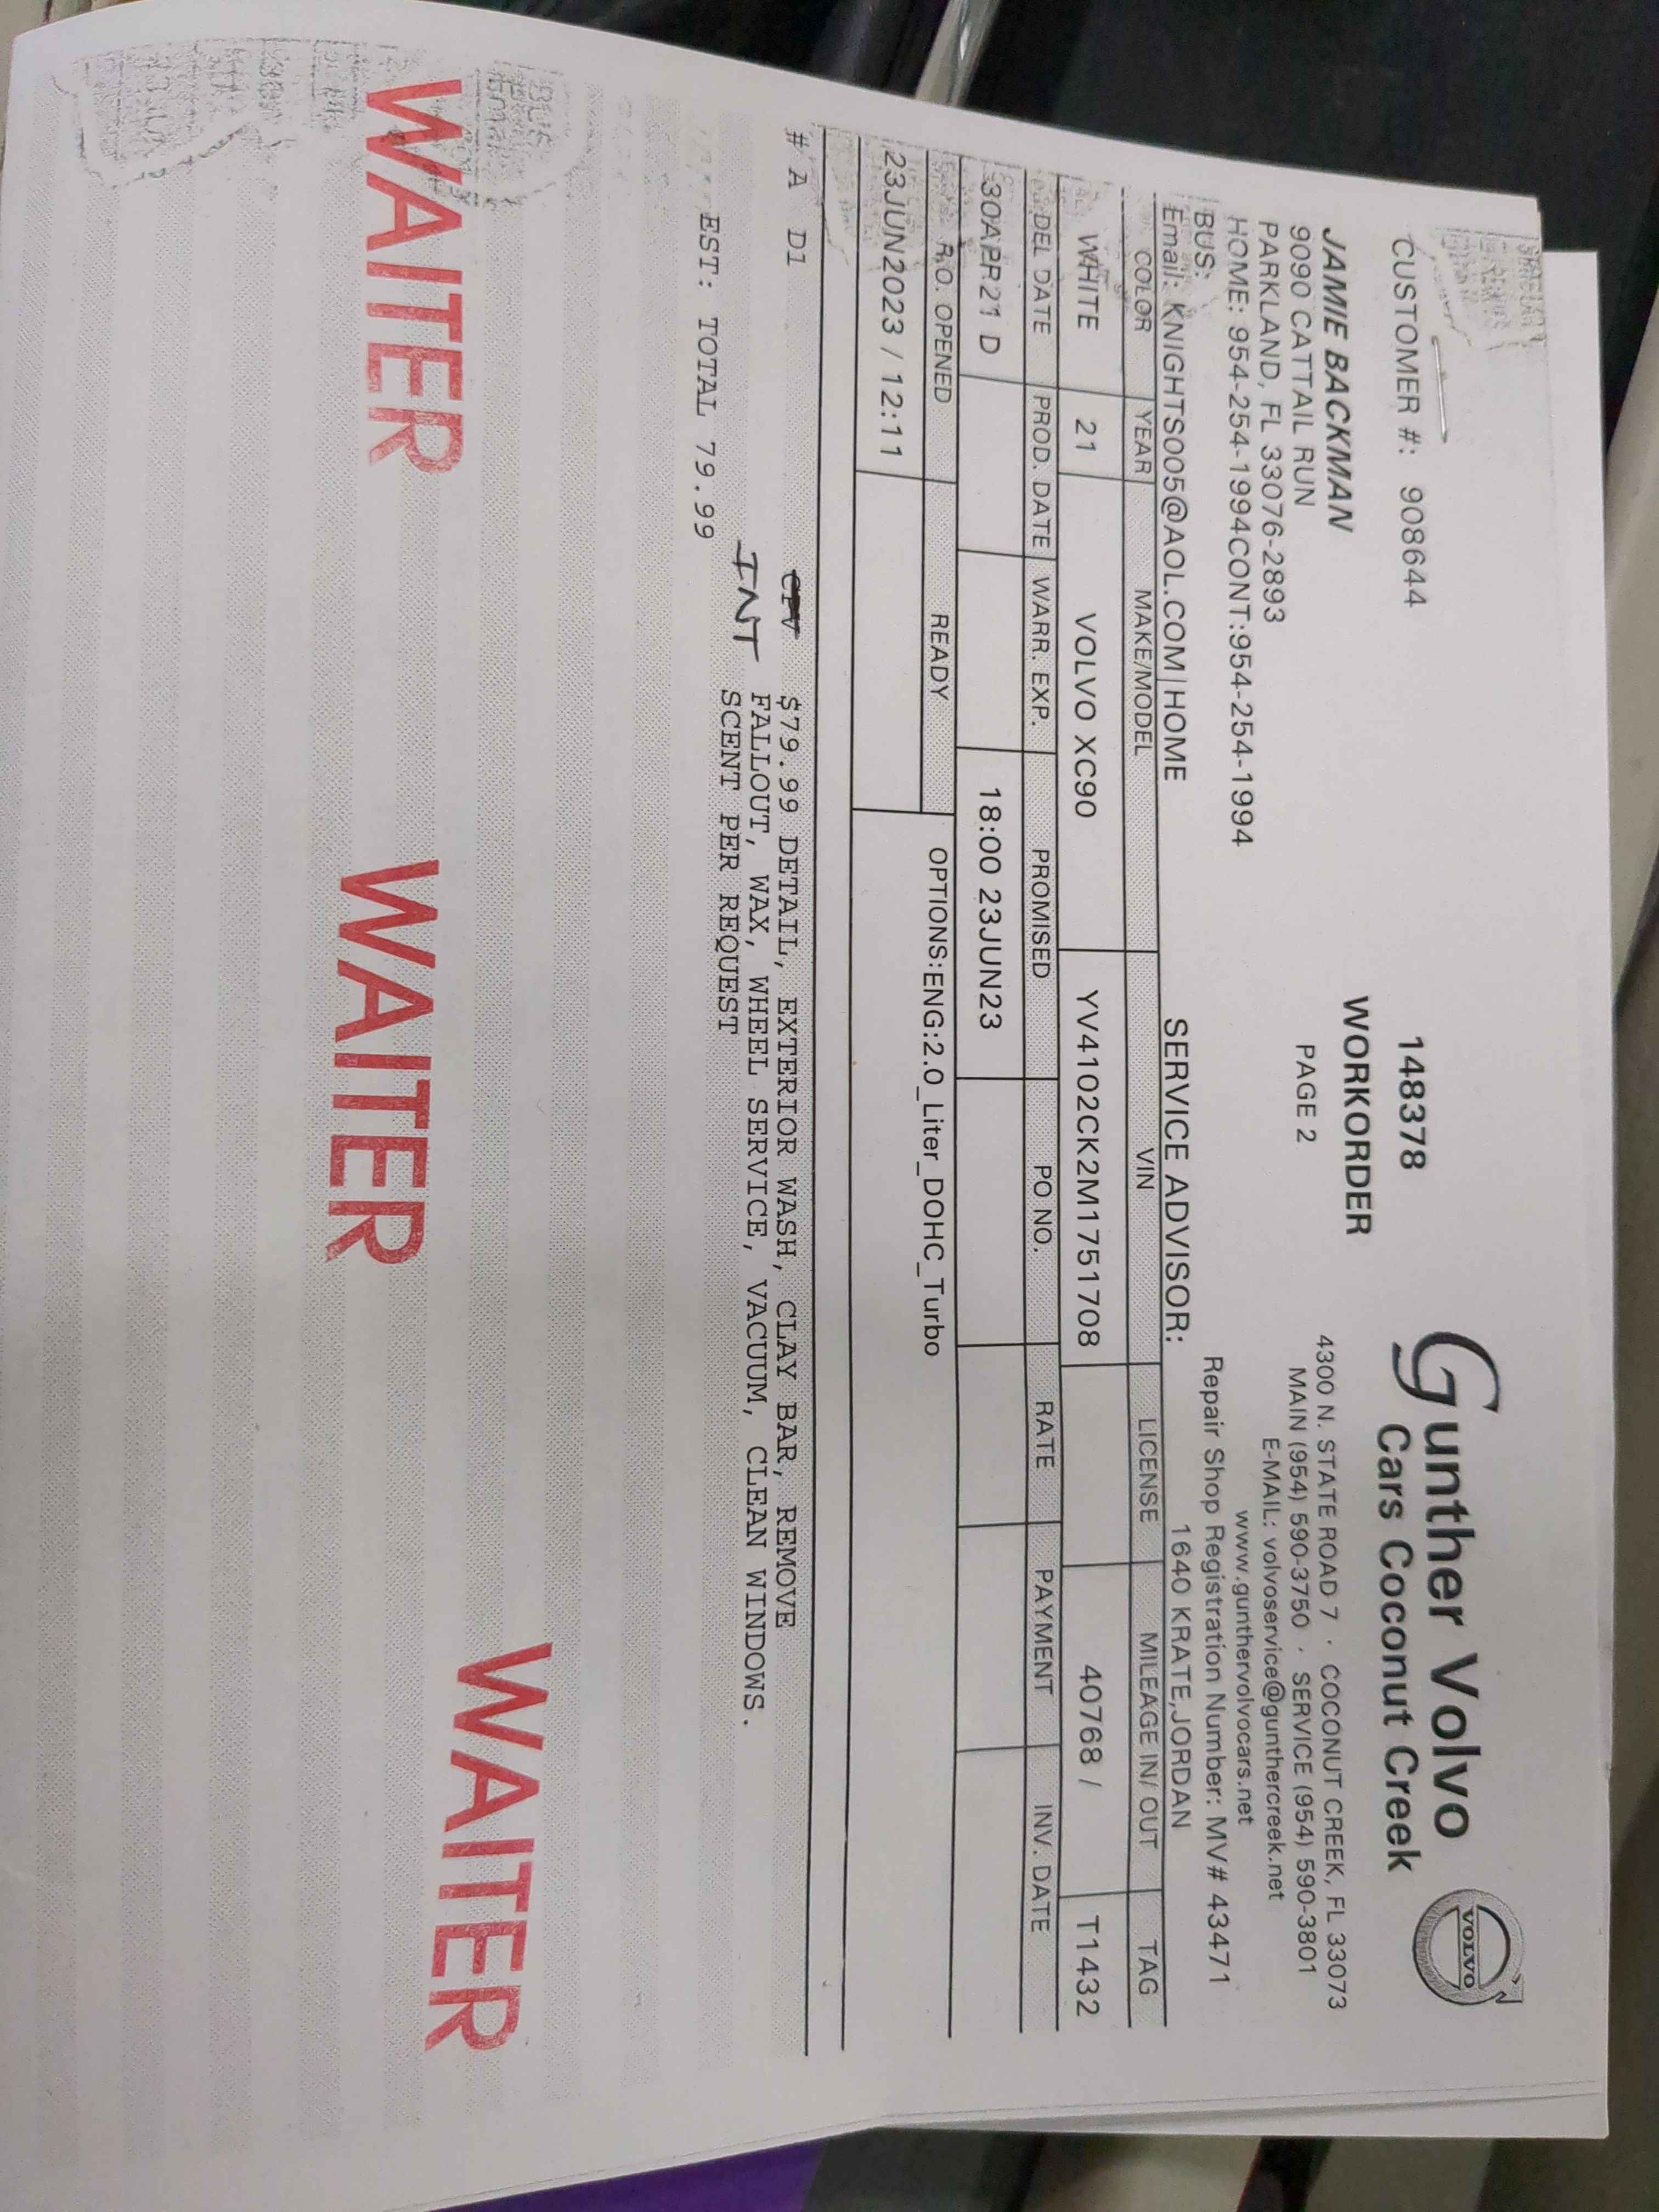 CUSTOMER #: 908644
148378
Gunther Volvo
Cars Coconut Creek
VOLVO
JAMIE BACKMAN
WORKORDER
4300 N. STATE ROAD 7 · COCONUT CREEK, FL 33073
9090 CATTAIL RUN
MAIN (954) 590-3750 · SERVICE (954) 590-3801
PARKLAND, FL 33076-2893
PAGE 2
E-MAIL: volvoservice@gunthercreek.net
HOME: 954-254-1994CONT:954-254-1994
www.gunthervolvocars.net
BUS:
Repair Shop Registration Number: MV# 43471
Email: KNIGHTS005@AOL.COM|HOME
SERVICE ADVISOR:
1640 KRATE,JORDAN
COLOR YEAR MAKE/MODEL VIN LICENSE MILEAGE IN/ OUT TAG
WHITE 21 VOLVO XC90 YV4102CK2M1751708 40768 / T1432
DEL DATE PROD. DATE WARR. EXP. PROMISED PO NO. RATE PAYMENT INV. DATE
30APR21 D 18:00 23JUN23
R.O. OPENED READY OPTIONS:ENG:2.0_Liter_DOHC_Turbo
23JUN2023 / 12:11
# A D1 $79.99 DETAIL, EXTERIOR WASH, CLAY BAR, REMOVE
INT FALLOUT, WAX, WHEEL SERVICE, VACUUM, CLEAN WINDOWS.
SCENT PER REQUEST
EST: TOTAL 79.99
WAITER WAITER WAITER